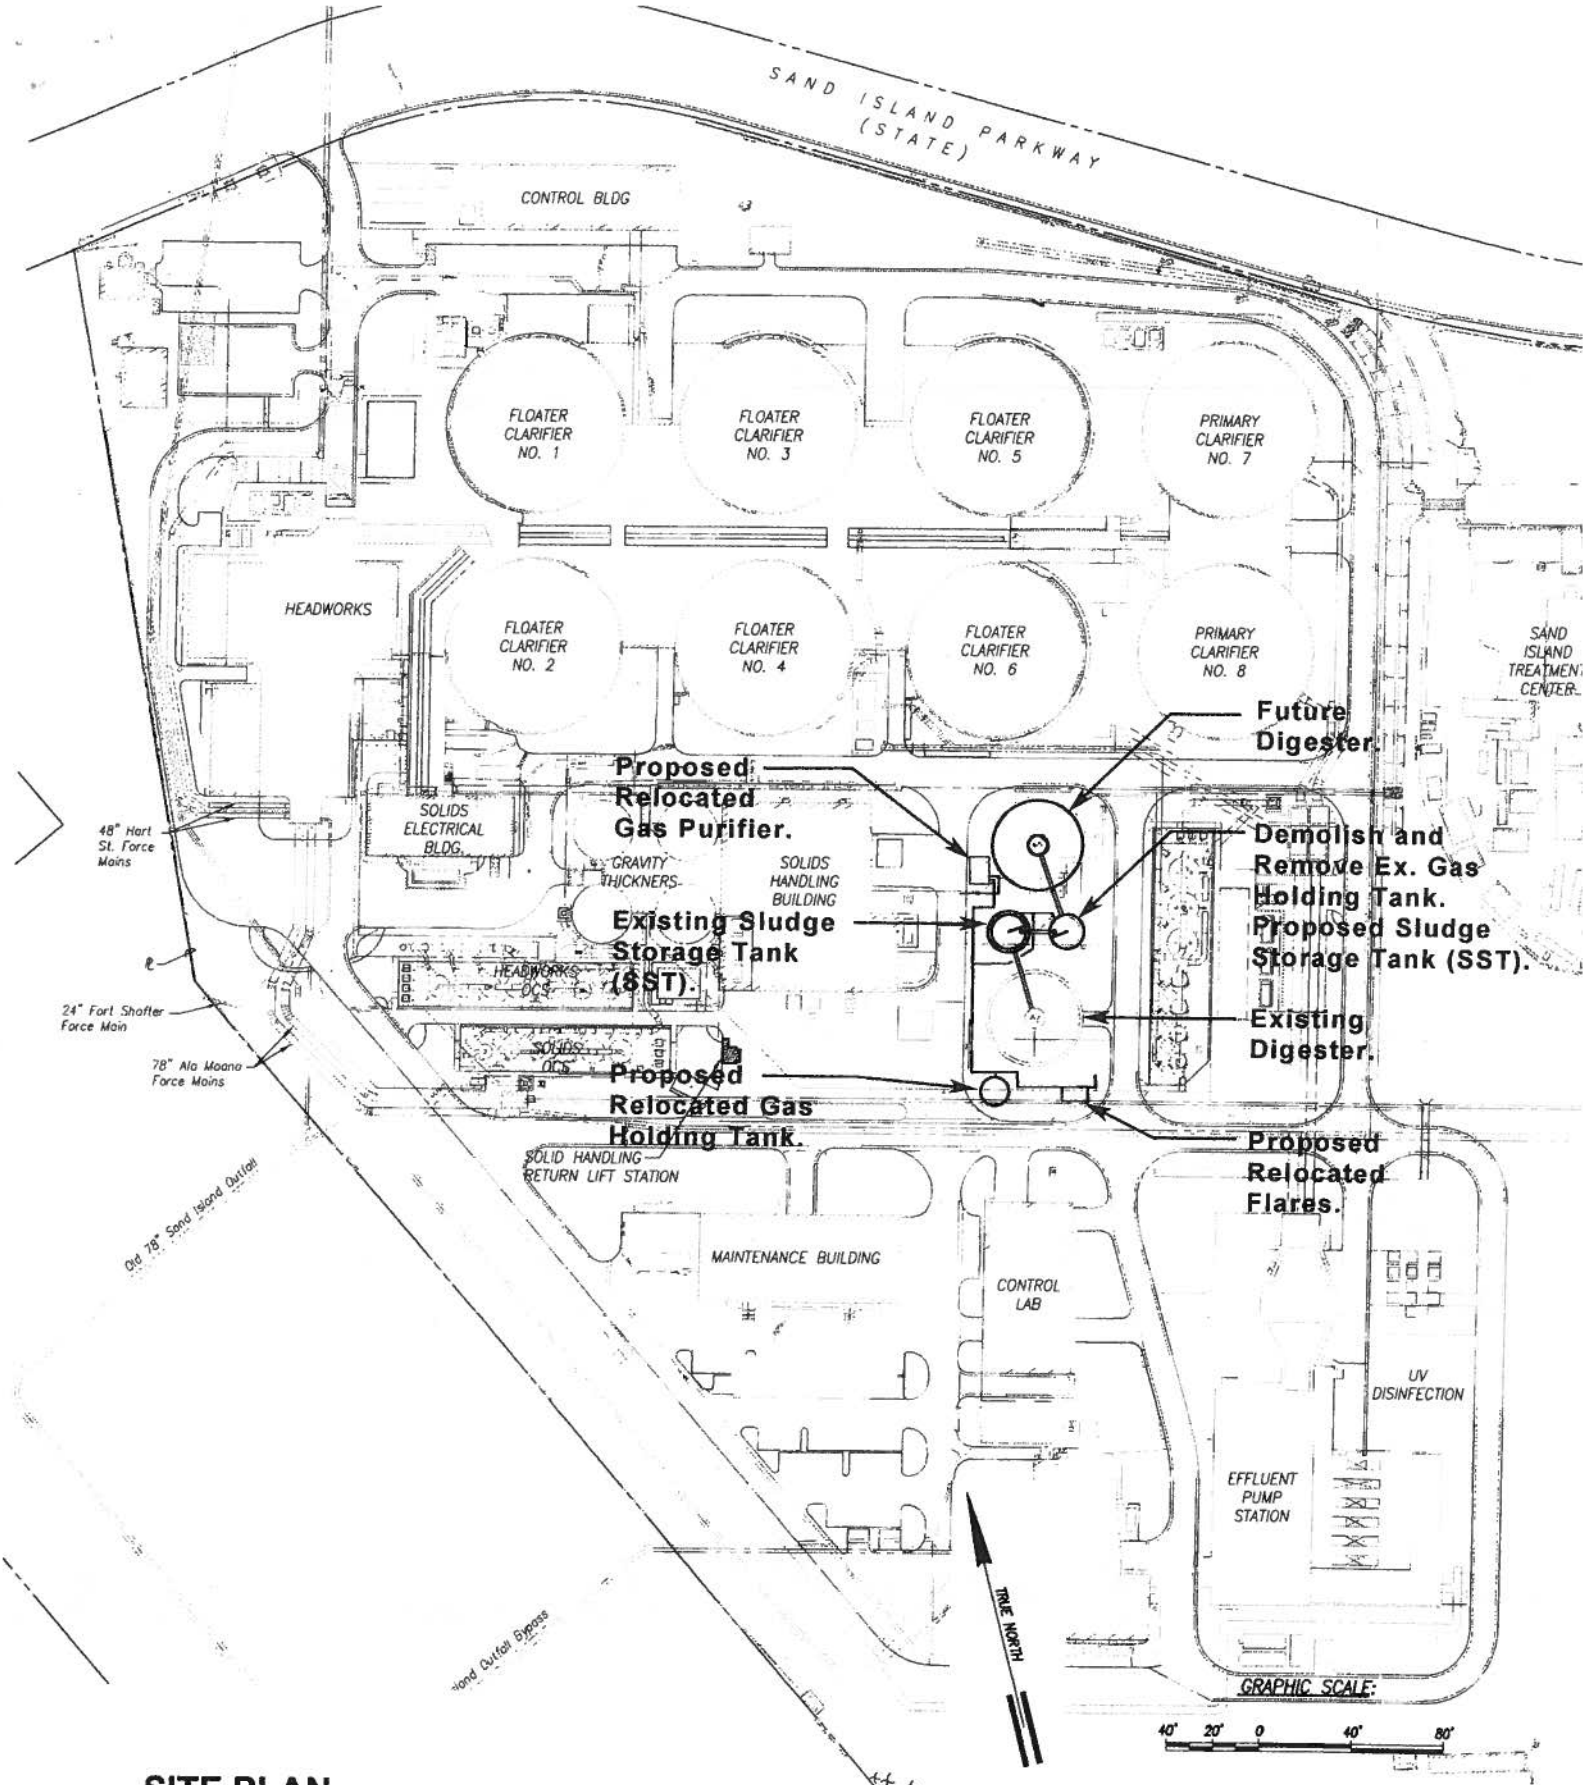 SAND ISLAND PARKWAY
(STATE)
CONTROL BLDG
FLOATER
CLARIFIER
NO. 1
FLOATER
CLARIFIER
NO. 3
FLOATER
CLARIFIER
NO. 5
PRIMARY
CLARIFIER
NO. 7
HEADWORKS
FLOATER
CLARIFIER
NO. 2
FLOATER
CLARIFIER
NO. 4
FLOATER
CLARIFIER
NO. 6
PRIMARY
CLARIFIER
NO. 8
SAND
ISLAND
TREATMENT
CENTER
Future
Digester.
Proposed
Relocated
Gas Purifier.
48" Hart
St. Force
Mains
SOLIDS
ELECTRICAL
BLDG.
GRAVITY
THICKNERS
SOLIDS
HANDLING
BUILDING
Demolish and
Remove Ex. Gas
Holding Tank.
Proposed Sludge
Storage Tank (SST).
Existing Sludge
Storage Tank
(SST).
HEADWORKS
OCS
24" Fort Shafter
Force Main
78" Ala Moana
Force Mains
SOLIDS
OCS
Existing
Digester.
Proposed
Relocated Gas
Holding Tank.
SOLID HANDLING
RETURN LIFT STATION
Proposed
Relocated
Flares.
Old 78" Sand Island Outfall
MAINTENANCE BUILDING
CONTROL
LAB
UV
DISINFECTION
EFFLUENT
PUMP
STATION
Outfall Bypass
TRUE NORTH
GRAPHIC SCALE:
40' 20' 0 40' 80'
SITE PLAN